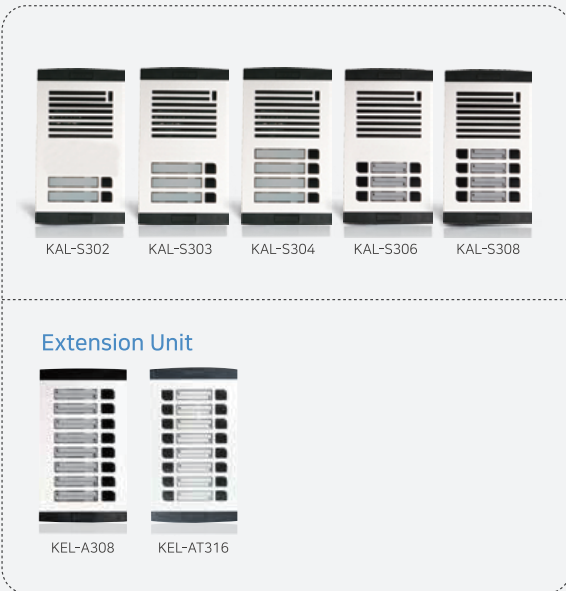 KAL-S302 KAL-S303 KAL-S304 KAL-S306 KAL-S308
Extension Unit
KEL-A308 KEL-AT316